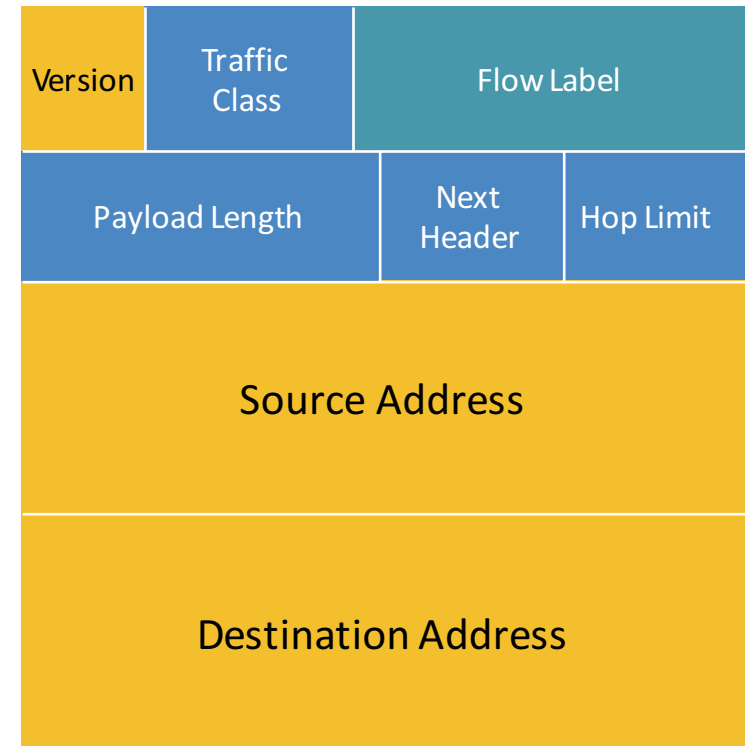 Version
Traffic
Class
Flow Label
Payload Length
Next
Header
Hop Limit
Source Address
Destination Address